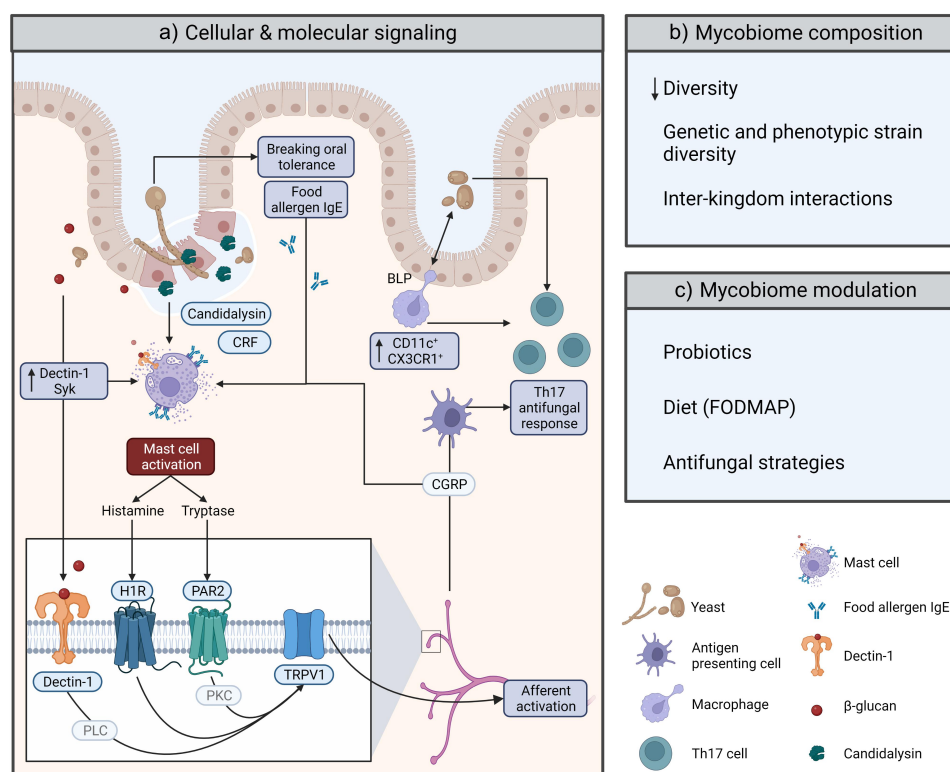 a) Cellular & molecular signaling
Breaking oral
tolerance
Food
allergen IgE
BLP
Candidalysin
CRF
↑ CD11c⁺
CX3CR1⁺
↑ Dectin-1
Syk
Th17
antifungal
response
Mast cell
activation
CGRP
Histamine
Tryptase
H1R
PAR2
Dectin-1
TRPV1
PKC
PLC
Afferent
activation
b) Mycobiome composition
↓ Diversity
Genetic and phenotypic strain
diversity
Inter-kingdom interactions
c) Mycobiome modulation
Probiotics
Diet (FODMAP)
Antifungal strategies
Yeast
Antigen
presenting cell
Macrophage
Th17 cell
Mast cell
Food allergen IgE
Dectin-1
β-glucan
Candidalysin